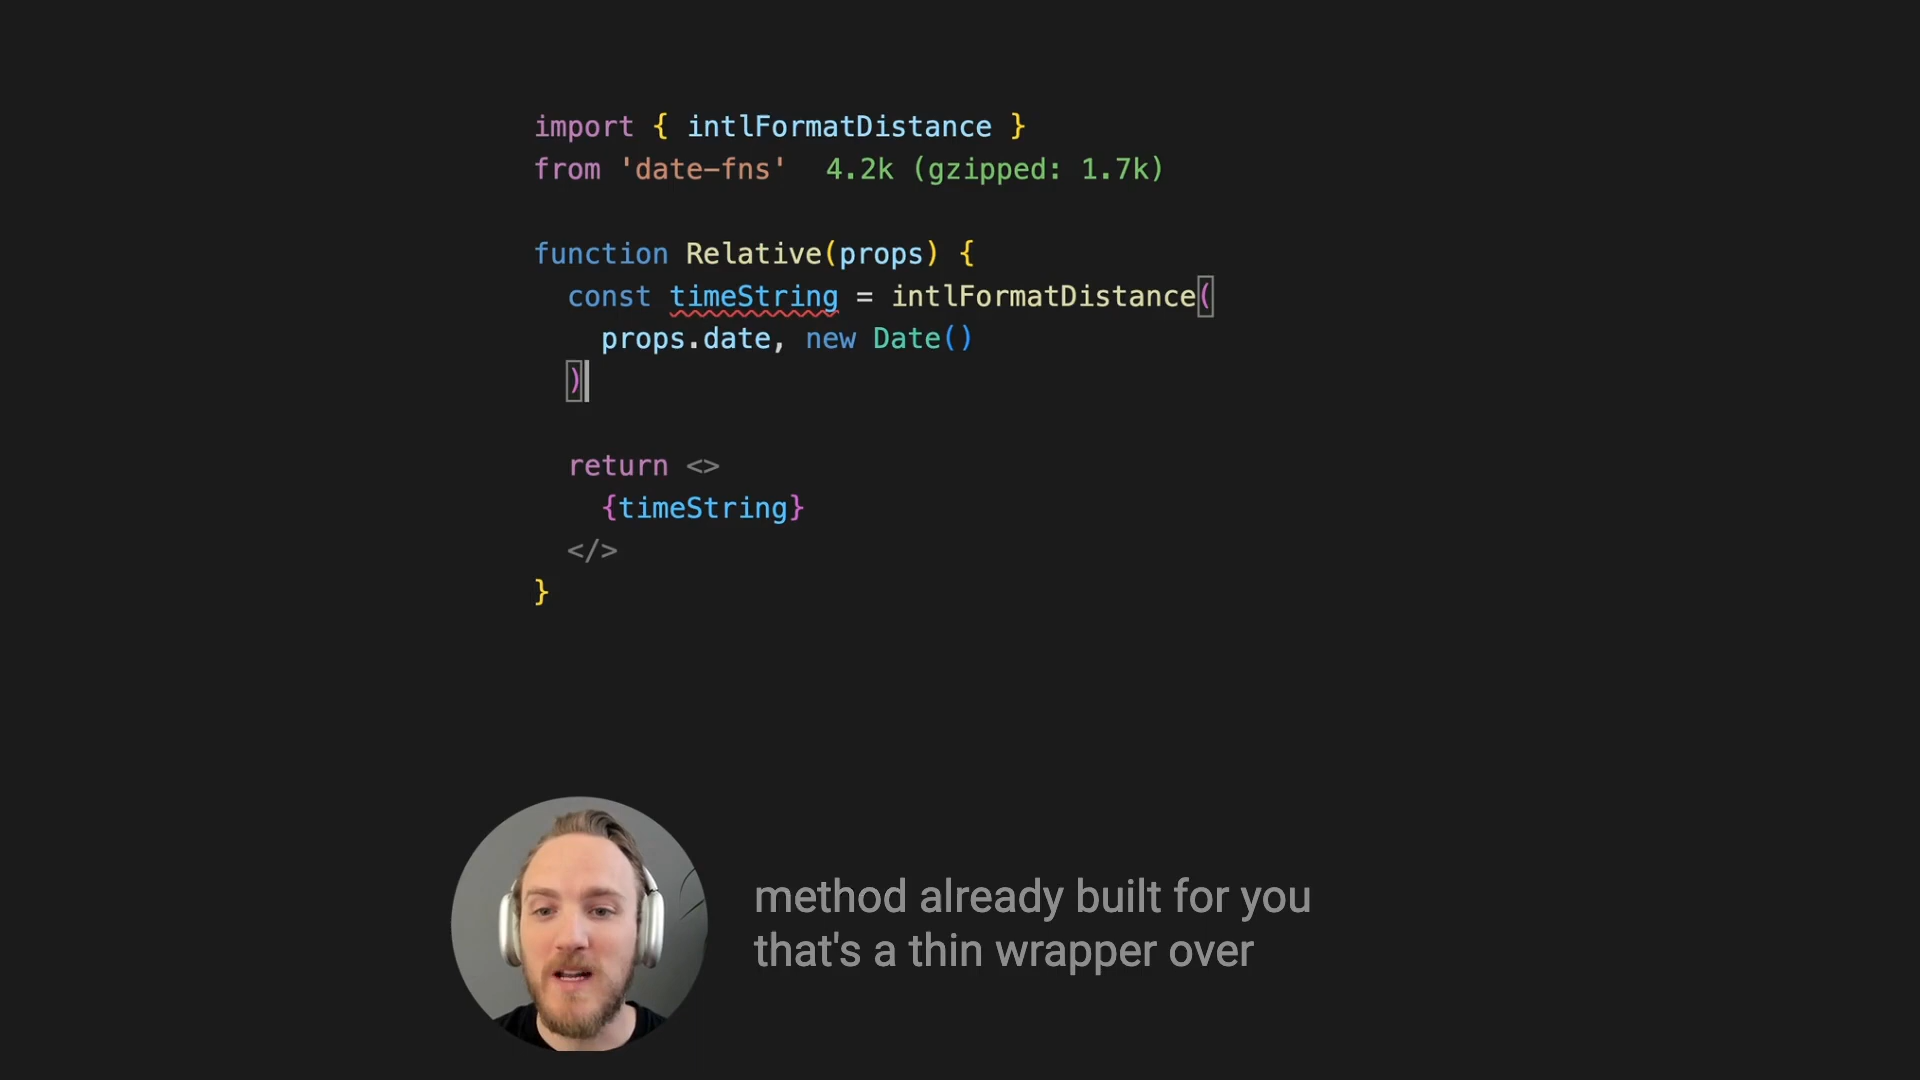 import { intlFormatDistance }
from 'date-fns'  4.2k (gzipped: 1.7k)
function Relative(props) {
  const timeString = intlFormatDistance(
    props.date, new Date()
  )
  return <>
    {timeString}
  </>
}
method already built for you
that's a thin wrapper over